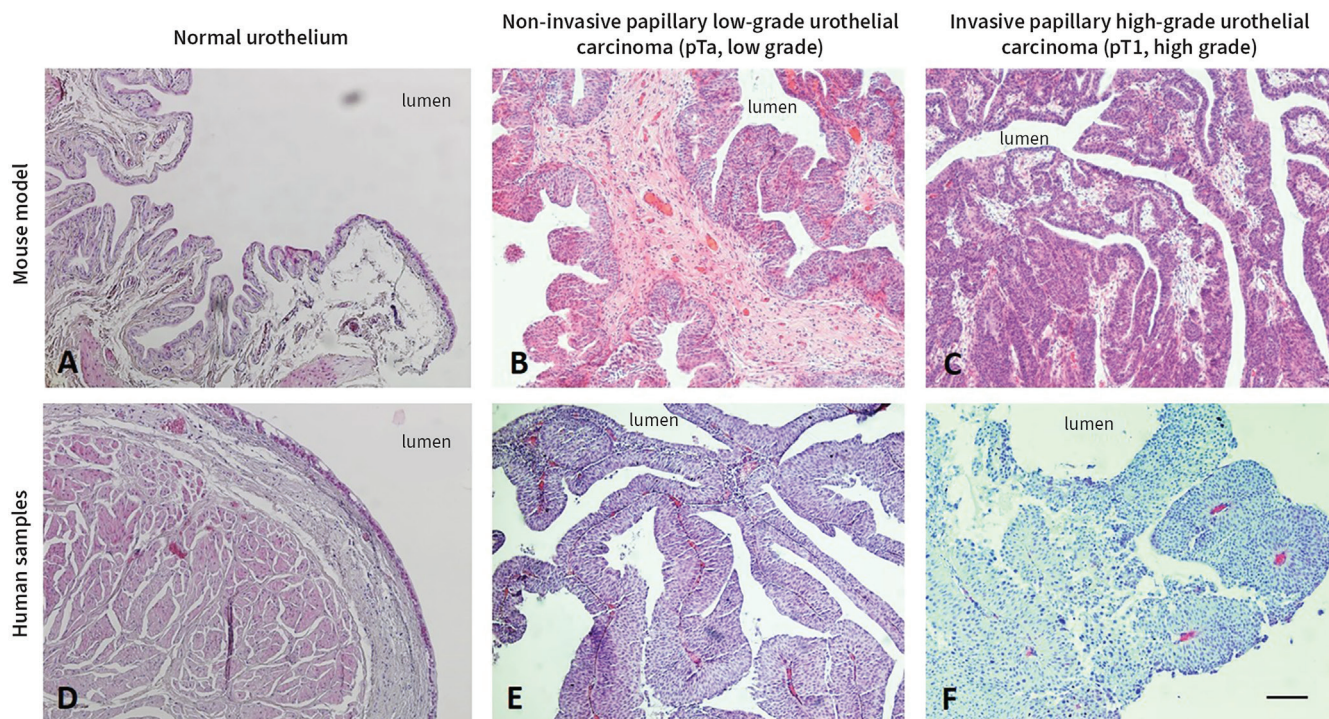 Normal urothelium
Non-invasive papillary low-grade urothelial
carcinoma (pTa, low grade)
Invasive papillary high-grade urothelial
carcinoma (pT1, high grade)
Mouse model
lumen
A
lumen
B
lumen
C
Human samples
lumen
D
lumen
E
lumen
F